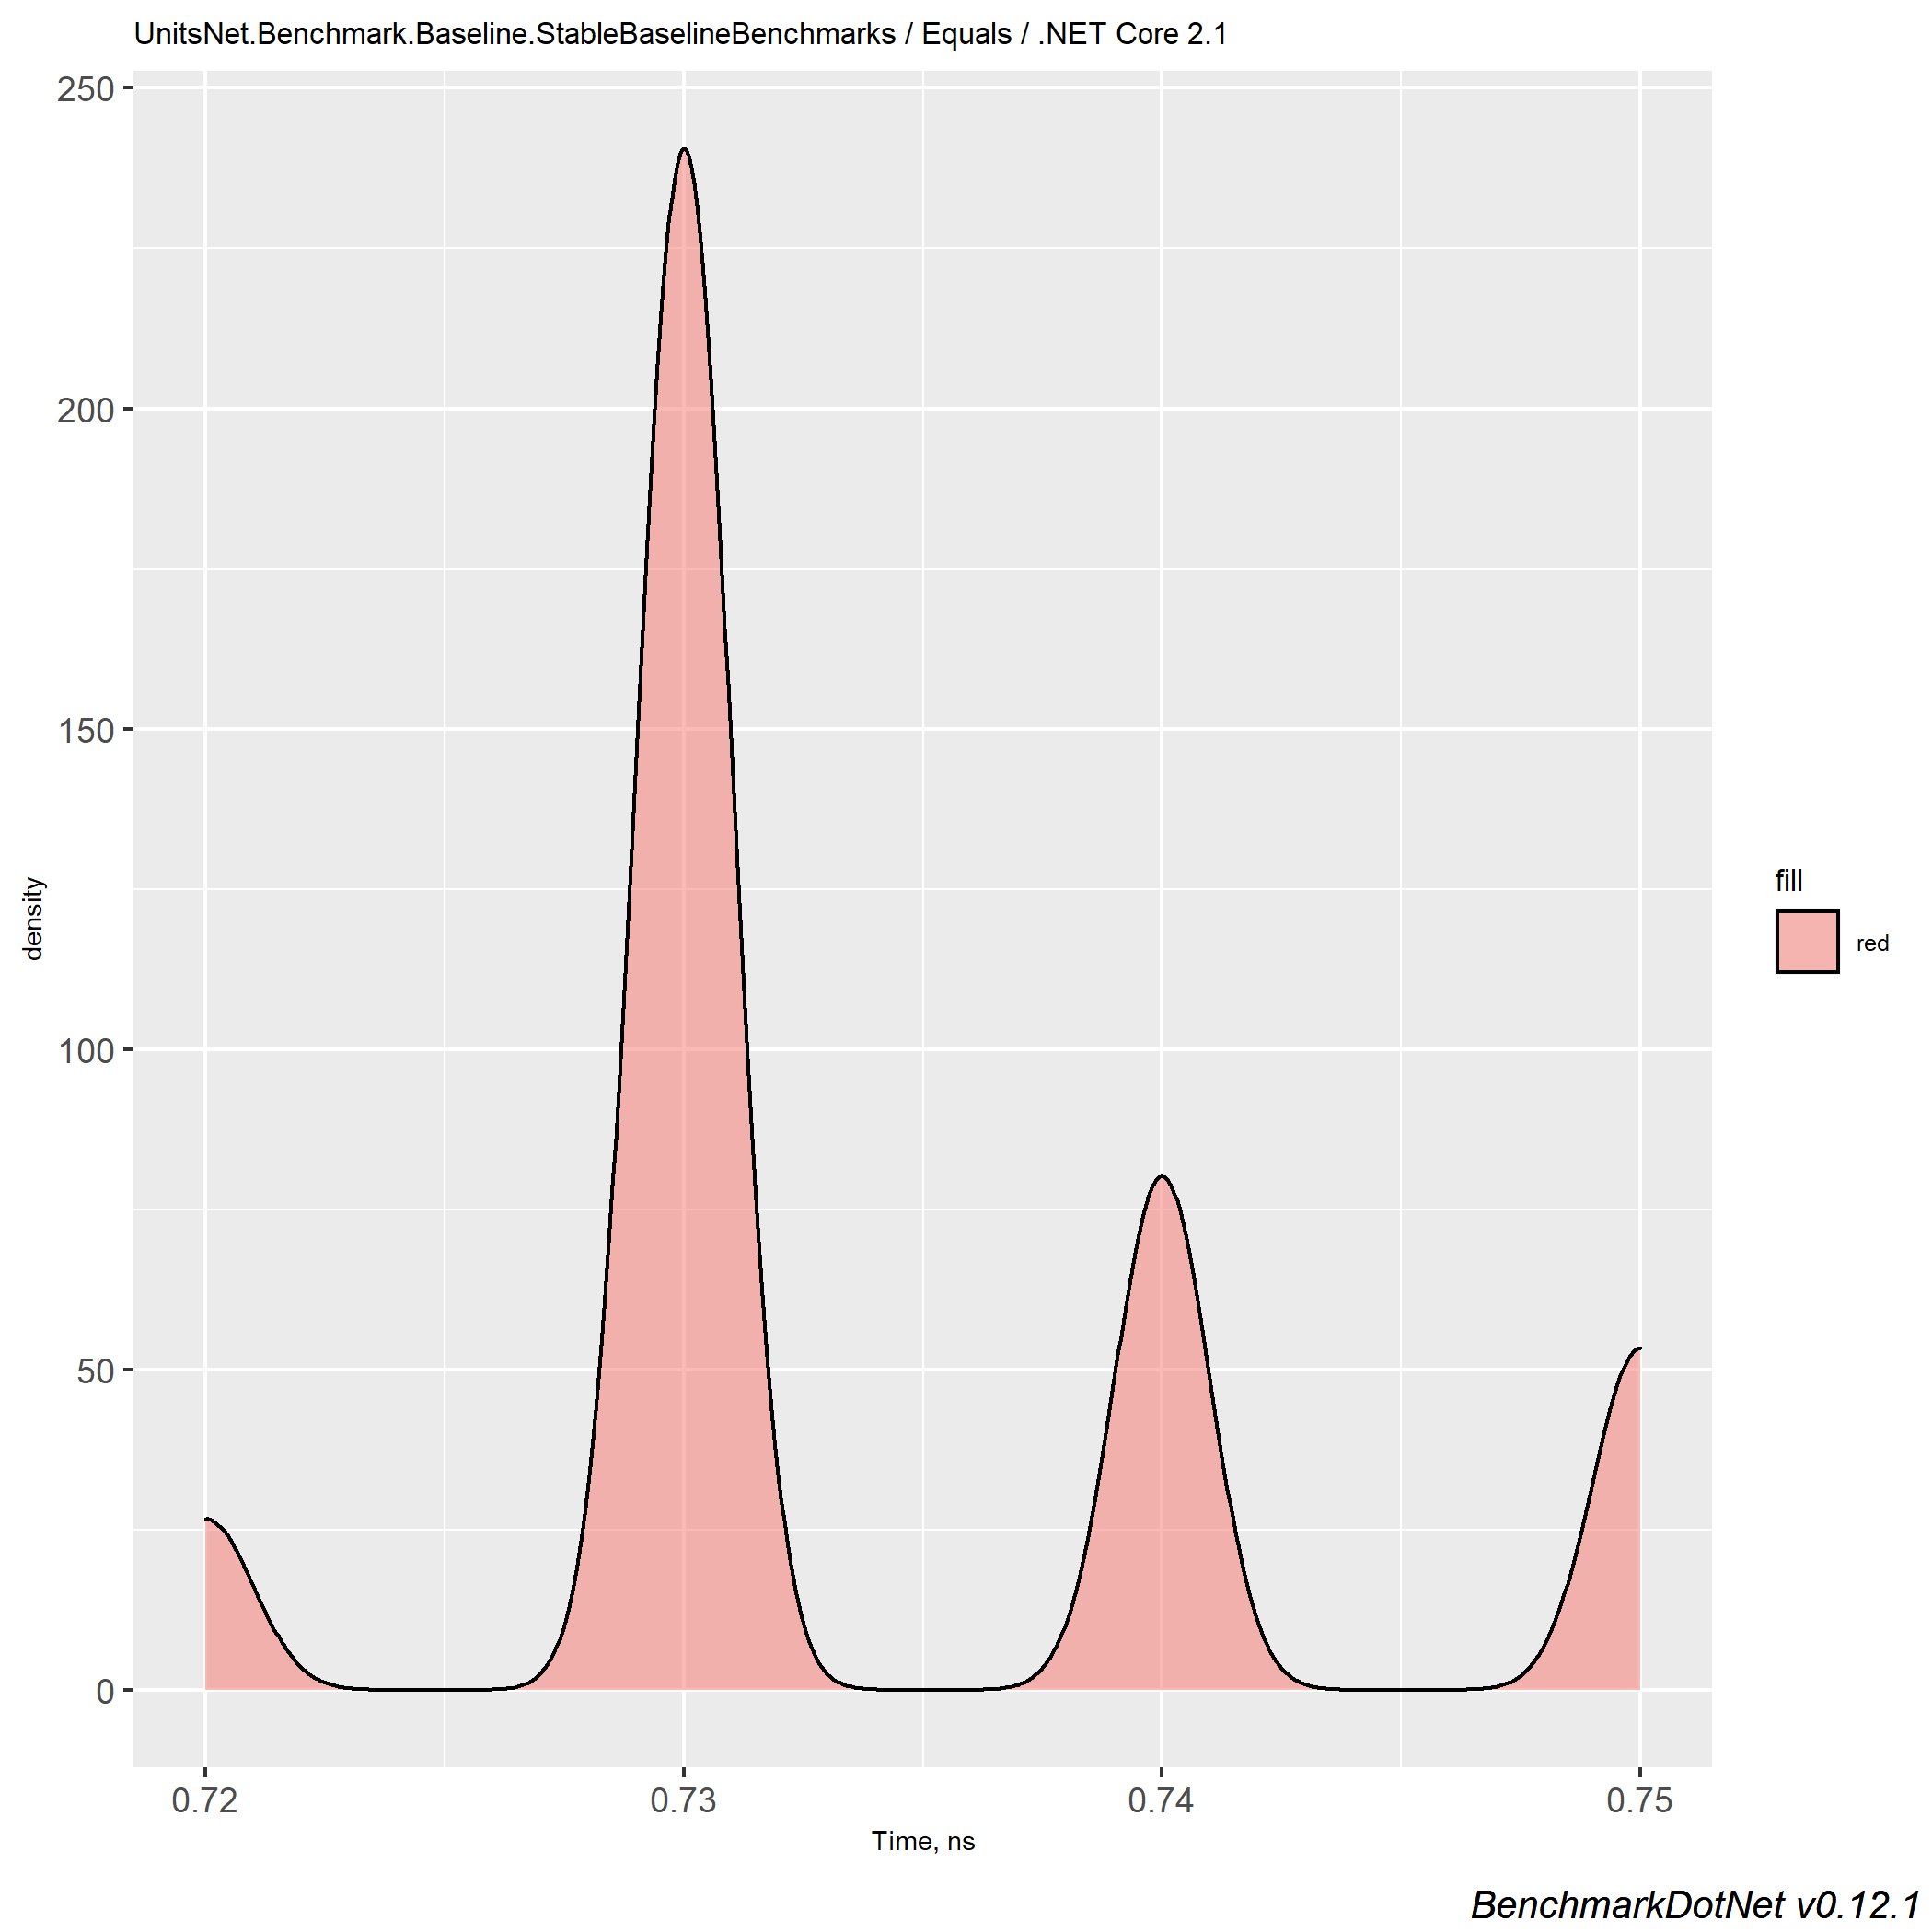 UnitsNet.Benchmark.Baseline.StableBaselineBenchmarks / Equals / .NET Core 2.1
250
200
150
100
50
0
density
0.72 0.73 0.74 0.75
Time, ns
fill
red
BenchmarkDotNet v0.12.1